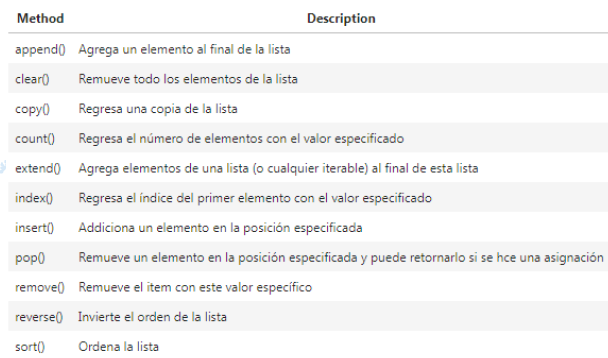 Method Description
append() Agrega un elemento al final de la lista
clear() Remueve todo los elementos de la lista
copy() Regresa una copia de la lista
count() Regresa el número de elementos con el valor especificado
extend() Agrega elementos de una lista (o cualquier iterable) al final de esta lista
index() Regresa el índice del primer elemento con el valor especificado
insert() Addiciona un elemento en la posición especificada
pop() Remueve un elemento en la posición especificada y puede retornarlo si se hce una asignación
remove() Remueve el item con este valor específico
reverse() Invierte el orden de la lista
sort() Ordena la lista